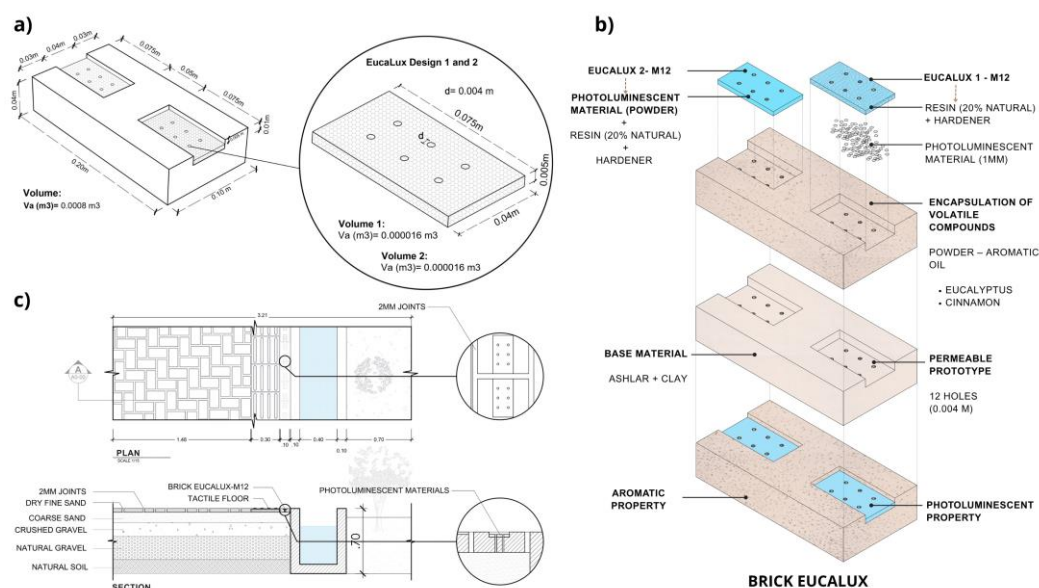 a)
0.03m
0.04m
0.03m
0.075m
0.05m
0.075m
0.01m
0.04m
0.20m
0.10 m
Volume:
Va (m3)= 0.0008 m3
EucaLux Design 1 and 2
d= 0.004 m
d
0.075m
0.005m
0.04m
Volume 1:
Va (m3)= 0.000016 m3
Volume 2:
Va (m3)= 0.000016 m3
b)
EUCALUX 2- M12
PHOTOLUMINESCENT
MATERIAL (POWDER)
+
RESIN (20% NATURAL)
+
HARDENER
EUCALUX 1 - M12
RESIN (20% NATURAL)
+ HARDENER
PHOTOLUMINESCENT
MATERIAL (1MM)
ENCAPSULATION OF
VOLATILE
COMPOUNDS
POWDER – AROMATIC
OIL
• EUCALYPTUS
• CINNAMON
BASE MATERIAL
ASHLAR + CLAY
PERMEABLE
PROTOTYPE
12 HOLES
(0.004 M)
AROMATIC
PROPERTY
PHOTOLUMINESCENT
PROPERTY
BRICK EUCALUX
c)
2MM JOINTS
3.21
A
0.30
.10
0.40
0.10
0.70
PLAN
BRICK EUCALUX-M12
TACTILE FLOOR
PHOTOLUMINESCENT MATERIALS
2MM JOINTS
DRY FINE SAND
COARSE SAND
CRUSHED GRAVEL
NATURAL GRAVEL
NATURAL SOIL
.70
SECTION